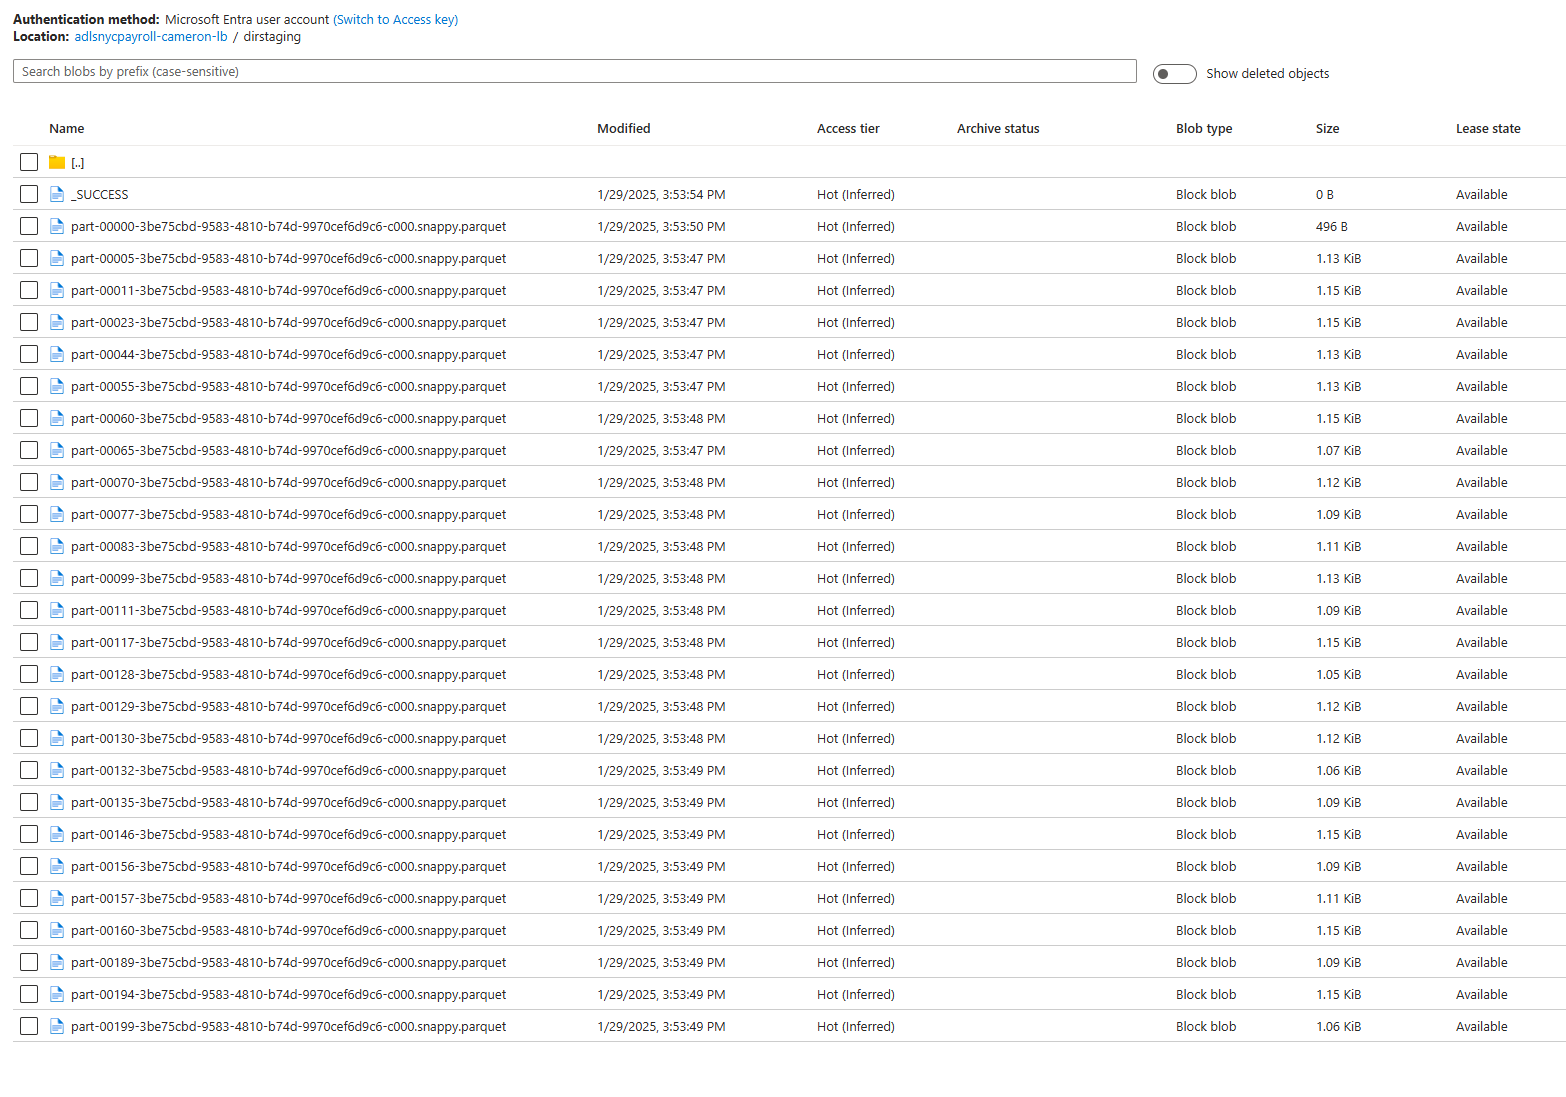 Authentication method: Microsoft Entra user account (Switch to Access key)
Location: adlsnycpayroll-cameron-lb / dirstaging
Search blobs by prefix (case-sensitive)
Show deleted objects
Name Modified Access tier Archive status Blob type Size Lease state
[..]
_SUCCESS 1/29/2025, 3:53:54 PM Hot (Inferred) Block blob 0 B Available
part-00000-3be75cbd-9583-4810-b74d-9970cef6d9c6-c000.snappy.parquet 1/29/2025, 3:53:50 PM Hot (Inferred) Block blob 496 B Available
part-00005-3be75cbd-9583-4810-b74d-9970cef6d9c6-c000.snappy.parquet 1/29/2025, 3:53:47 PM Hot (Inferred) Block blob 1.13 KiB Available
part-00011-3be75cbd-9583-4810-b74d-9970cef6d9c6-c000.snappy.parquet 1/29/2025, 3:53:47 PM Hot (Inferred) Block blob 1.15 KiB Available
part-00023-3be75cbd-9583-4810-b74d-9970cef6d9c6-c000.snappy.parquet 1/29/2025, 3:53:47 PM Hot (Inferred) Block blob 1.15 KiB Available
part-00044-3be75cbd-9583-4810-b74d-9970cef6d9c6-c000.snappy.parquet 1/29/2025, 3:53:47 PM Hot (Inferred) Block blob 1.13 KiB Available
part-00055-3be75cbd-9583-4810-b74d-9970cef6d9c6-c000.snappy.parquet 1/29/2025, 3:53:47 PM Hot (Inferred) Block blob 1.13 KiB Available
part-00060-3be75cbd-9583-4810-b74d-9970cef6d9c6-c000.snappy.parquet 1/29/2025, 3:53:48 PM Hot (Inferred) Block blob 1.15 KiB Available
part-00065-3be75cbd-9583-4810-b74d-9970cef6d9c6-c000.snappy.parquet 1/29/2025, 3:53:47 PM Hot (Inferred) Block blob 1.07 KiB Available
part-00070-3be75cbd-9583-4810-b74d-9970cef6d9c6-c000.snappy.parquet 1/29/2025, 3:53:48 PM Hot (Inferred) Block blob 1.12 KiB Available
part-00077-3be75cbd-9583-4810-b74d-9970cef6d9c6-c000.snappy.parquet 1/29/2025, 3:53:48 PM Hot (Inferred) Block blob 1.09 KiB Available
part-00083-3be75cbd-9583-4810-b74d-9970cef6d9c6-c000.snappy.parquet 1/29/2025, 3:53:48 PM Hot (Inferred) Block blob 1.11 KiB Available
part-00099-3be75cbd-9583-4810-b74d-9970cef6d9c6-c000.snappy.parquet 1/29/2025, 3:53:48 PM Hot (Inferred) Block blob 1.13 KiB Available
part-00111-3be75cbd-9583-4810-b74d-9970cef6d9c6-c000.snappy.parquet 1/29/2025, 3:53:48 PM Hot (Inferred) Block blob 1.09 KiB Available
part-00117-3be75cbd-9583-4810-b74d-9970cef6d9c6-c000.snappy.parquet 1/29/2025, 3:53:48 PM Hot (Inferred) Block blob 1.15 KiB Available
part-00128-3be75cbd-9583-4810-b74d-9970cef6d9c6-c000.snappy.parquet 1/29/2025, 3:53:48 PM Hot (Inferred) Block blob 1.05 KiB Available
part-00129-3be75cbd-9583-4810-b74d-9970cef6d9c6-c000.snappy.parquet 1/29/2025, 3:53:48 PM Hot (Inferred) Block blob 1.12 KiB Available
part-00130-3be75cbd-9583-4810-b74d-9970cef6d9c6-c000.snappy.parquet 1/29/2025, 3:53:48 PM Hot (Inferred) Block blob 1.12 KiB Available
part-00132-3be75cbd-9583-4810-b74d-9970cef6d9c6-c000.snappy.parquet 1/29/2025, 3:53:49 PM Hot (Inferred) Block blob 1.06 KiB Available
part-00135-3be75cbd-9583-4810-b74d-9970cef6d9c6-c000.snappy.parquet 1/29/2025, 3:53:49 PM Hot (Inferred) Block blob 1.09 KiB Available
part-00146-3be75cbd-9583-4810-b74d-9970cef6d9c6-c000.snappy.parquet 1/29/2025, 3:53:49 PM Hot (Inferred) Block blob 1.15 KiB Available
part-00156-3be75cbd-9583-4810-b74d-9970cef6d9c6-c000.snappy.parquet 1/29/2025, 3:53:49 PM Hot (Inferred) Block blob 1.09 KiB Available
part-00157-3be75cbd-9583-4810-b74d-9970cef6d9c6-c000.snappy.parquet 1/29/2025, 3:53:49 PM Hot (Inferred) Block blob 1.11 KiB Available
part-00160-3be75cbd-9583-4810-b74d-9970cef6d9c6-c000.snappy.parquet 1/29/2025, 3:53:49 PM Hot (Inferred) Block blob 1.15 KiB Available
part-00189-3be75cbd-9583-4810-b74d-9970cef6d9c6-c000.snappy.parquet 1/29/2025, 3:53:49 PM Hot (Inferred) Block blob 1.09 KiB Available
part-00194-3be75cbd-9583-4810-b74d-9970cef6d9c6-c000.snappy.parquet 1/29/2025, 3:53:49 PM Hot (Inferred) Block blob 1.15 KiB Available
part-00199-3be75cbd-9583-4810-b74d-9970cef6d9c6-c000.snappy.parquet 1/29/2025, 3:53:49 PM Hot (Inferred) Block blob 1.06 KiB Available